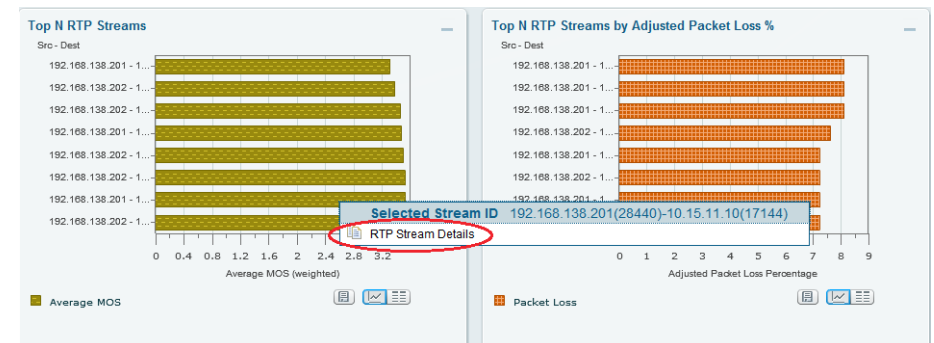 Top N RTP Streams
Src - Dest
192.168.138.201 - 1...
192.168.138.202 - 1...
192.168.138.202 - 1...
192.168.138.201 - 1...
192.168.138.202 - 1...
192.168.138.202 - 1...
192.168.138.201 - 1...
192.168.138.202 - 1...
0 0.4 0.8 1.2 1.6 2 2.4 2.8 3.2
Average MOS (weighted)
Average MOS
Top N RTP Streams by Adjusted Packet Loss %
Src - Dest
192.168.138.201 - 1...
192.168.138.202 - 1...
192.168.138.201 - 1...
192.168.138.202 - 1...
192.168.138.201 - 1...
192.168.138.202 - 1...
192.168.138.201 - 1...
Selected Stream ID 192.168.138.201(28440)-10.15.11.10(17144)
RTP Stream Details
0 1 2 3 4 5 6 7 8 9
Adjusted Packet Loss Percentage
Packet Loss